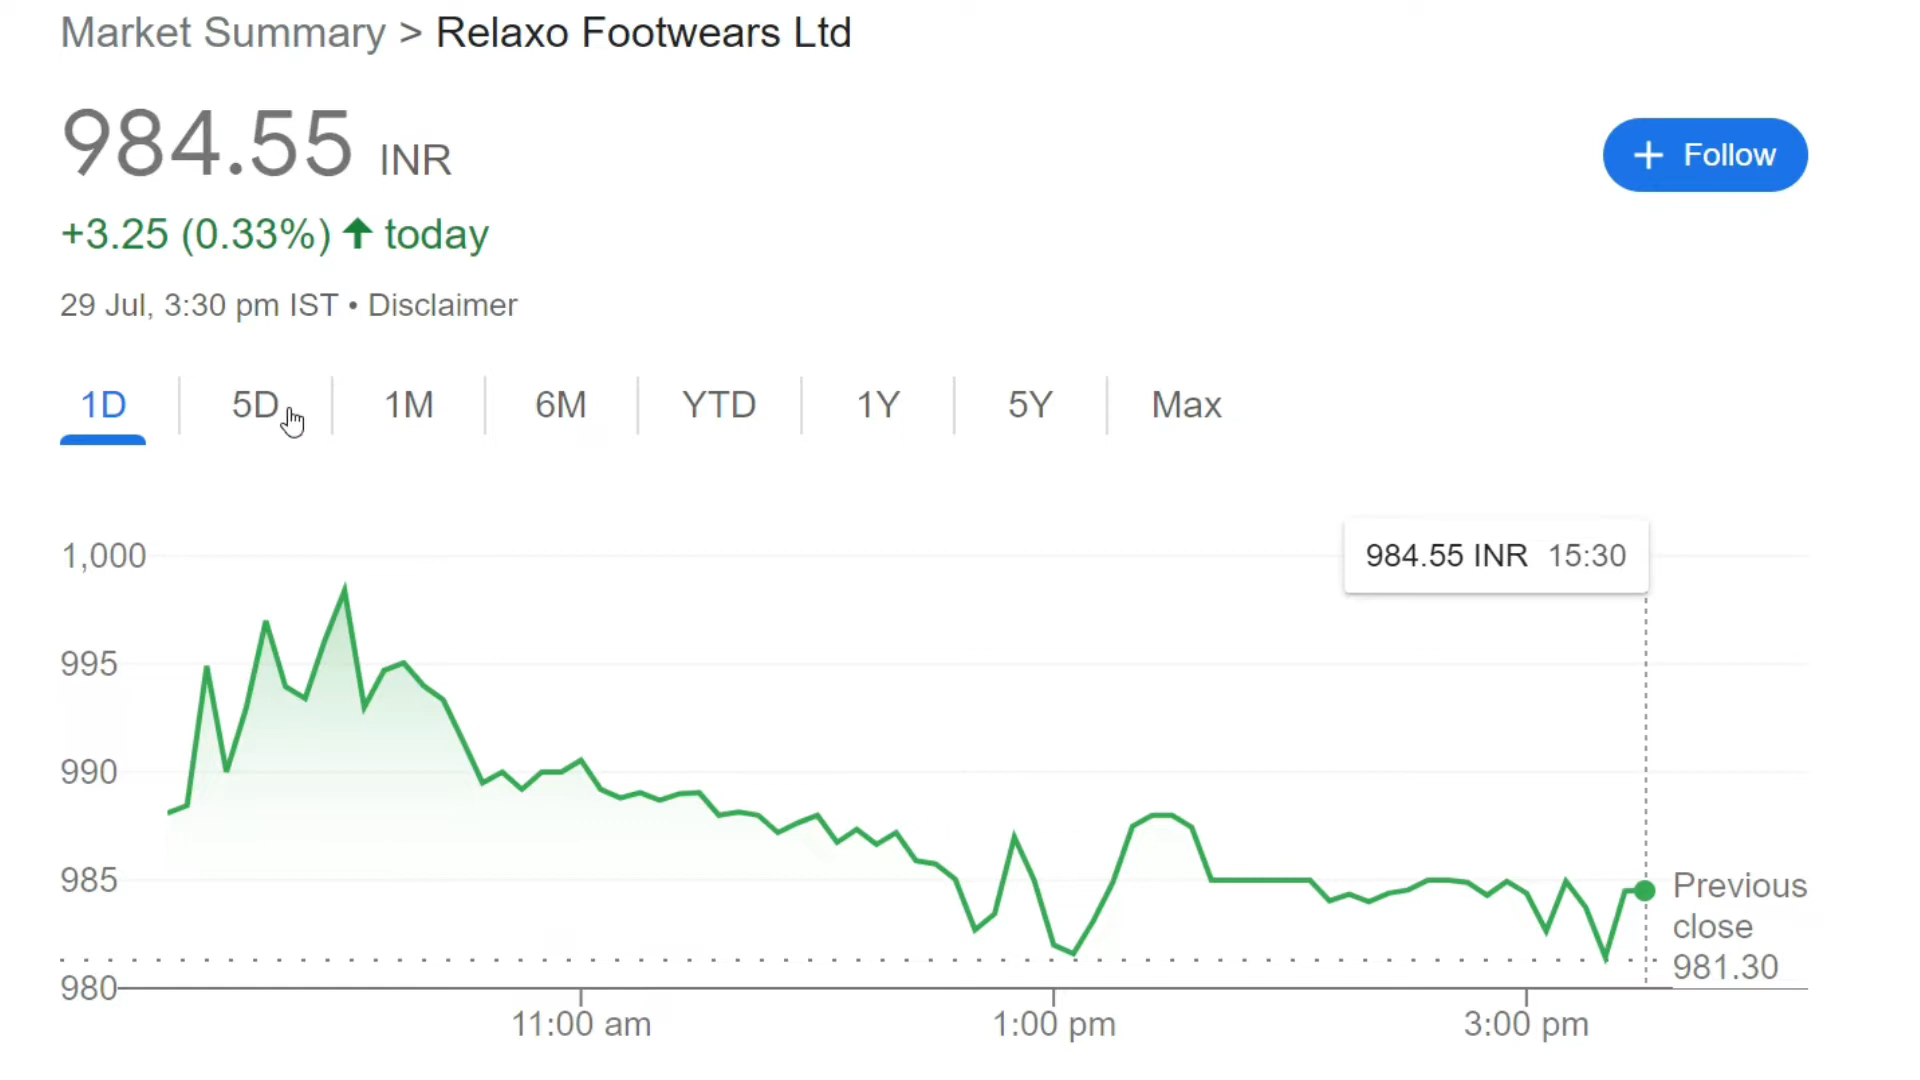 Market Summary > Relaxo Footwears Ltd
984.55 INR
+ Follow
+3.25 (0.33%) ↑ today
29 Jul, 3:30 pm IST • Disclaimer
1D 5D 1M 6M YTD 1Y 5Y Max
984.55 INR 15:30
1,000
995
990
985
980
Previous
close
981.30
11:00 am 1:00 pm 3:00 pm